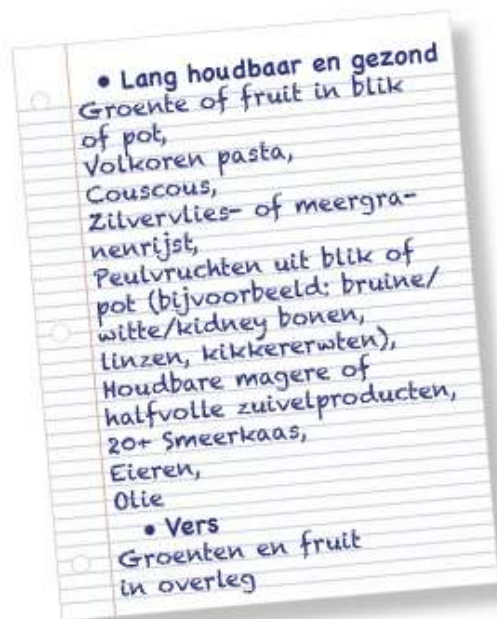 • Lang houdbaar en gezond
Groente of fruit in blik
of pot,
Volkoren pasta,
Couscous,
Zilvervlies- of meergra-
nenrijst,
Peulvruchten uit blik of
pot (bijvoorbeeld: bruine/
witte/kidney bonen,
linzen, kikkererwten),
Houdbare magere of
halfvolle zuivelproducten,
20+ Smeerkaas,
Eieren,
Olie
• Vers
Groenten en fruit
in overleg